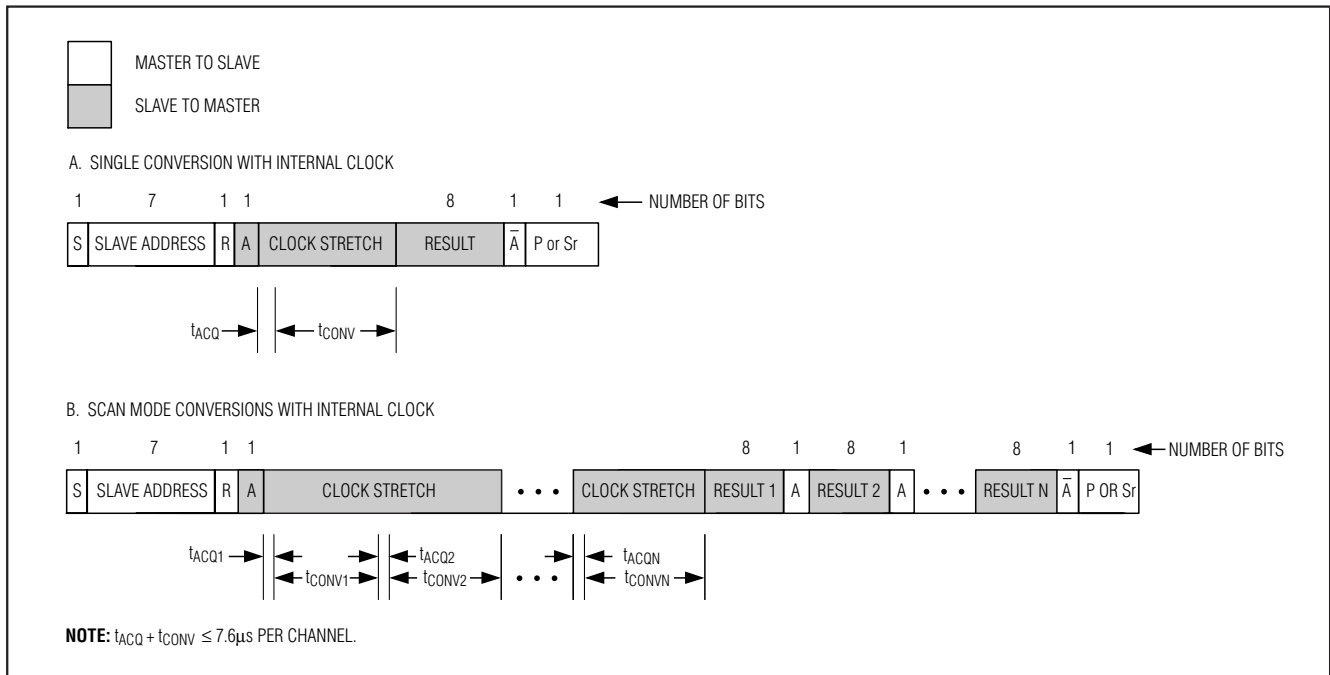 MASTER TO SLAVE
SLAVE TO MASTER
A. SINGLE CONVERSION WITH INTERNAL CLOCK
1 7 1 1 8 1 1 NUMBER OF BITS
S SLAVE ADDRESS R A CLOCK STRETCH RESULT A̅ P or Sr
tACQ tCONV
B. SCAN MODE CONVERSIONS WITH INTERNAL CLOCK
1 7 1 1 8 1 8 1 8 1 1 NUMBER OF BITS
S SLAVE ADDRESS R A CLOCK STRETCH • • • CLOCK STRETCH RESULT 1 A RESULT 2 A • • • RESULT N A̅ P OR Sr
tACQ1 tACQ2 tACQN
tCONV1 tCONV2 • • • tCONVN
NOTE: tACQ + tCONV ≤ 7.6µs PER CHANNEL.